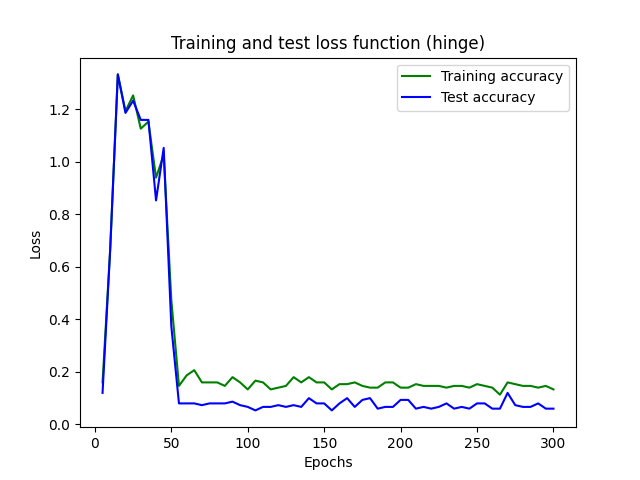 Training and test loss function (hinge)
Training accuracy
Test accuracy
Loss
1.2
1.0
0.8
0.6
0.4
0.2
0.0
0 50 100 150 200 250 300
Epochs